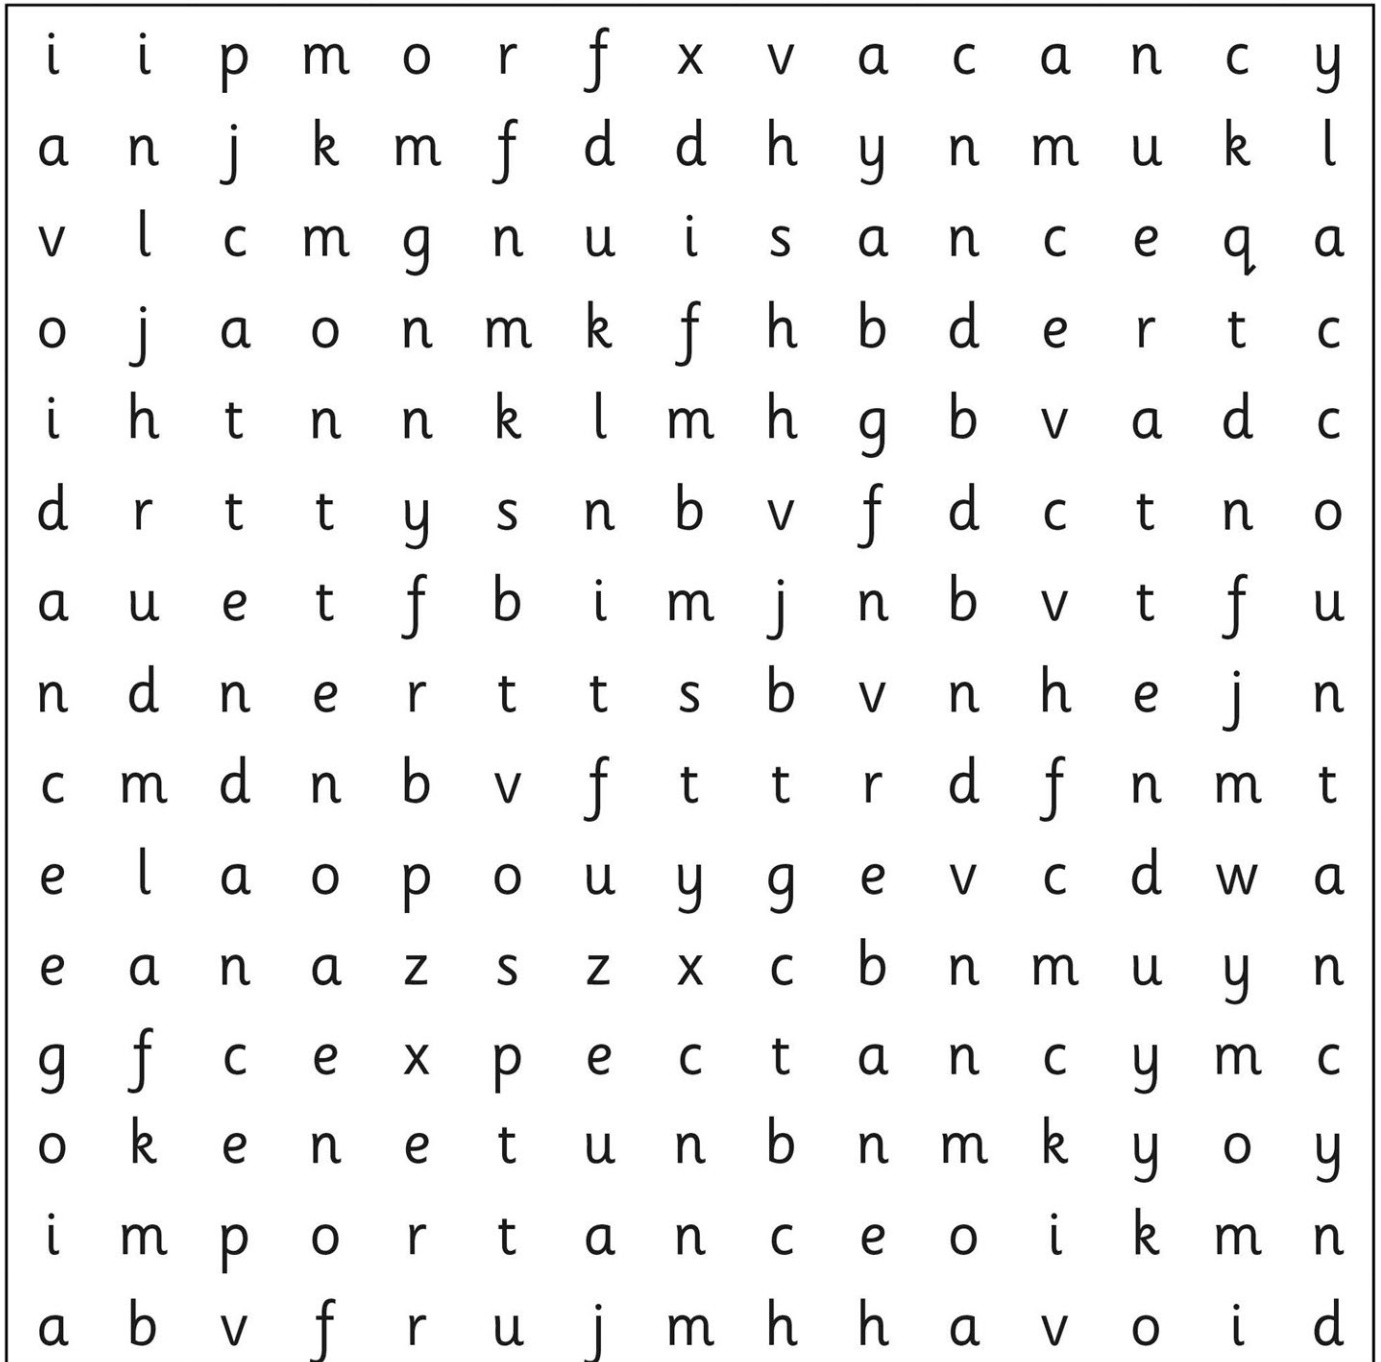 i i p m o r f x v a c a n c y
a n j k m f d d h y n m u k l
v l c m g n u i s a n c e q a
o j a o n m k f h b d e r t c
i h t n n k l m h g b v a d c
d r t t y s n b v f d c t n o
a u e t f b i m j n b v t f u
n d n e r t t s b v n h e j n
c m d n b v f t t r d f n m t
e l a o p o u y g e v c d w a
e a n a z s z x c b n m u y n
g f c e x p e c t a n c y m c
o k e n e t u n b n m k y o y
i m p o r t a n c e o i k m n
a b v f r u j m h h a v o i d